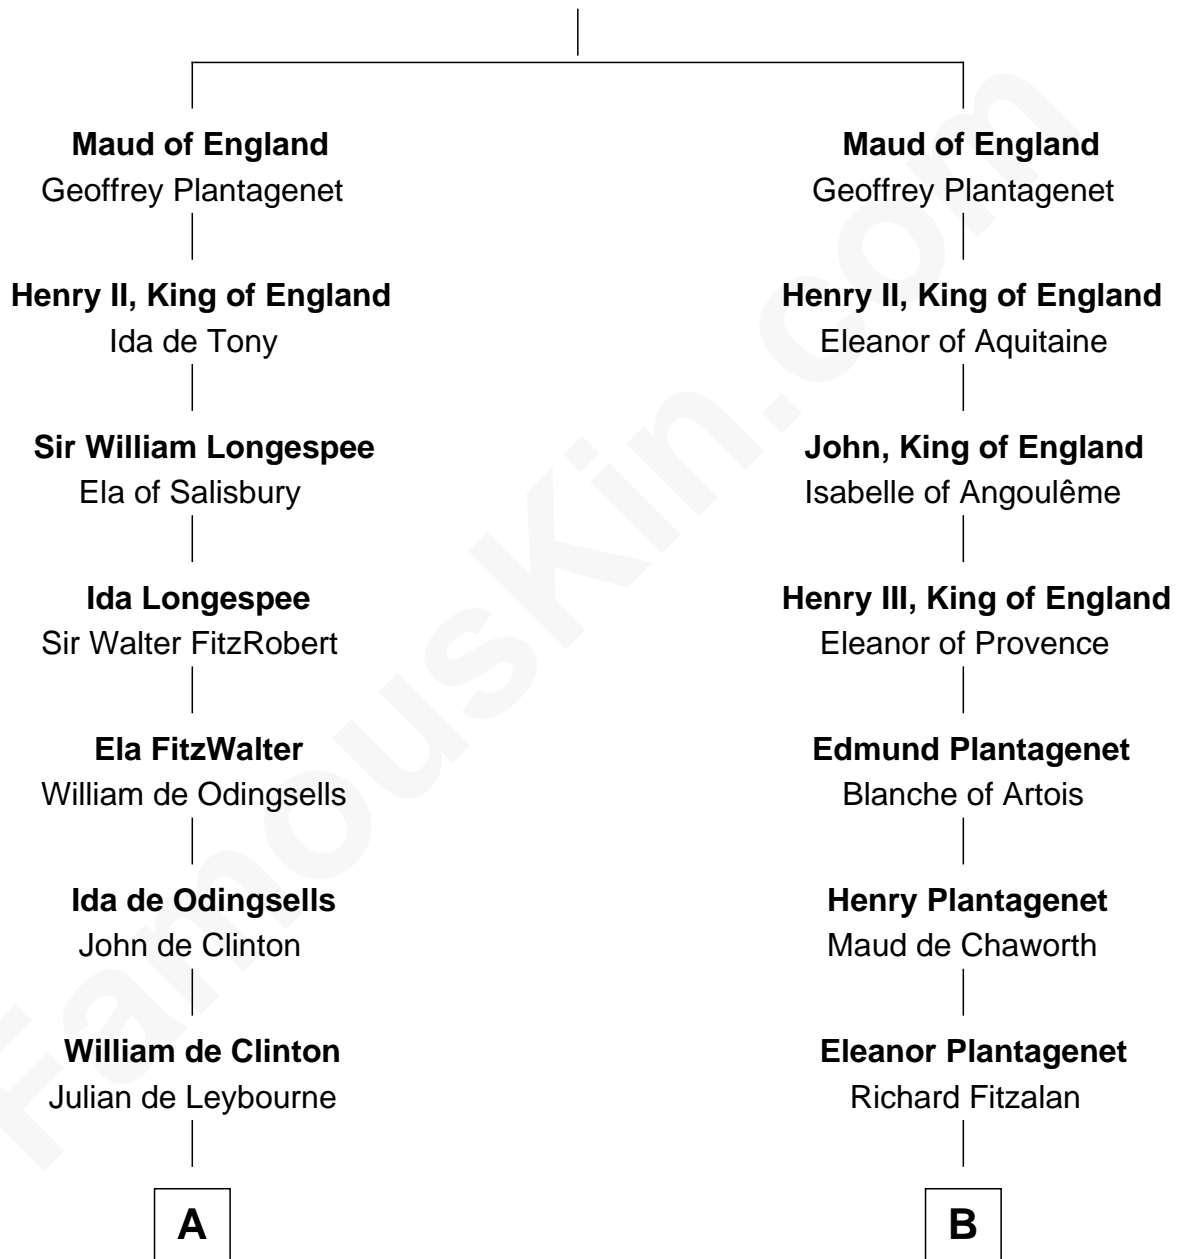 Maud of England
Geoffrey Plantagenet
Henry II, King of England
Ida de Tony
Sir William Longespee
Ela of Salisbury
Ida Longespee
Sir Walter FitzRobert
Ela FitzWalter
William de Odingsells
Ida de Odingsells
John de Clinton
William de Clinton
Julian de Leybourne
A
Maud of England
Geoffrey Plantagenet
Henry II, King of England
Eleanor of Aquitaine
John, King of England
Isabelle of Angoulême
Henry III, King of England
Eleanor of Provence
Edmund Plantagenet
Blanche of Artois
Henry Plantagenet
Maud de Chaworth
Eleanor Plantagenet
Richard Fitzalan
B
FamousKin.com